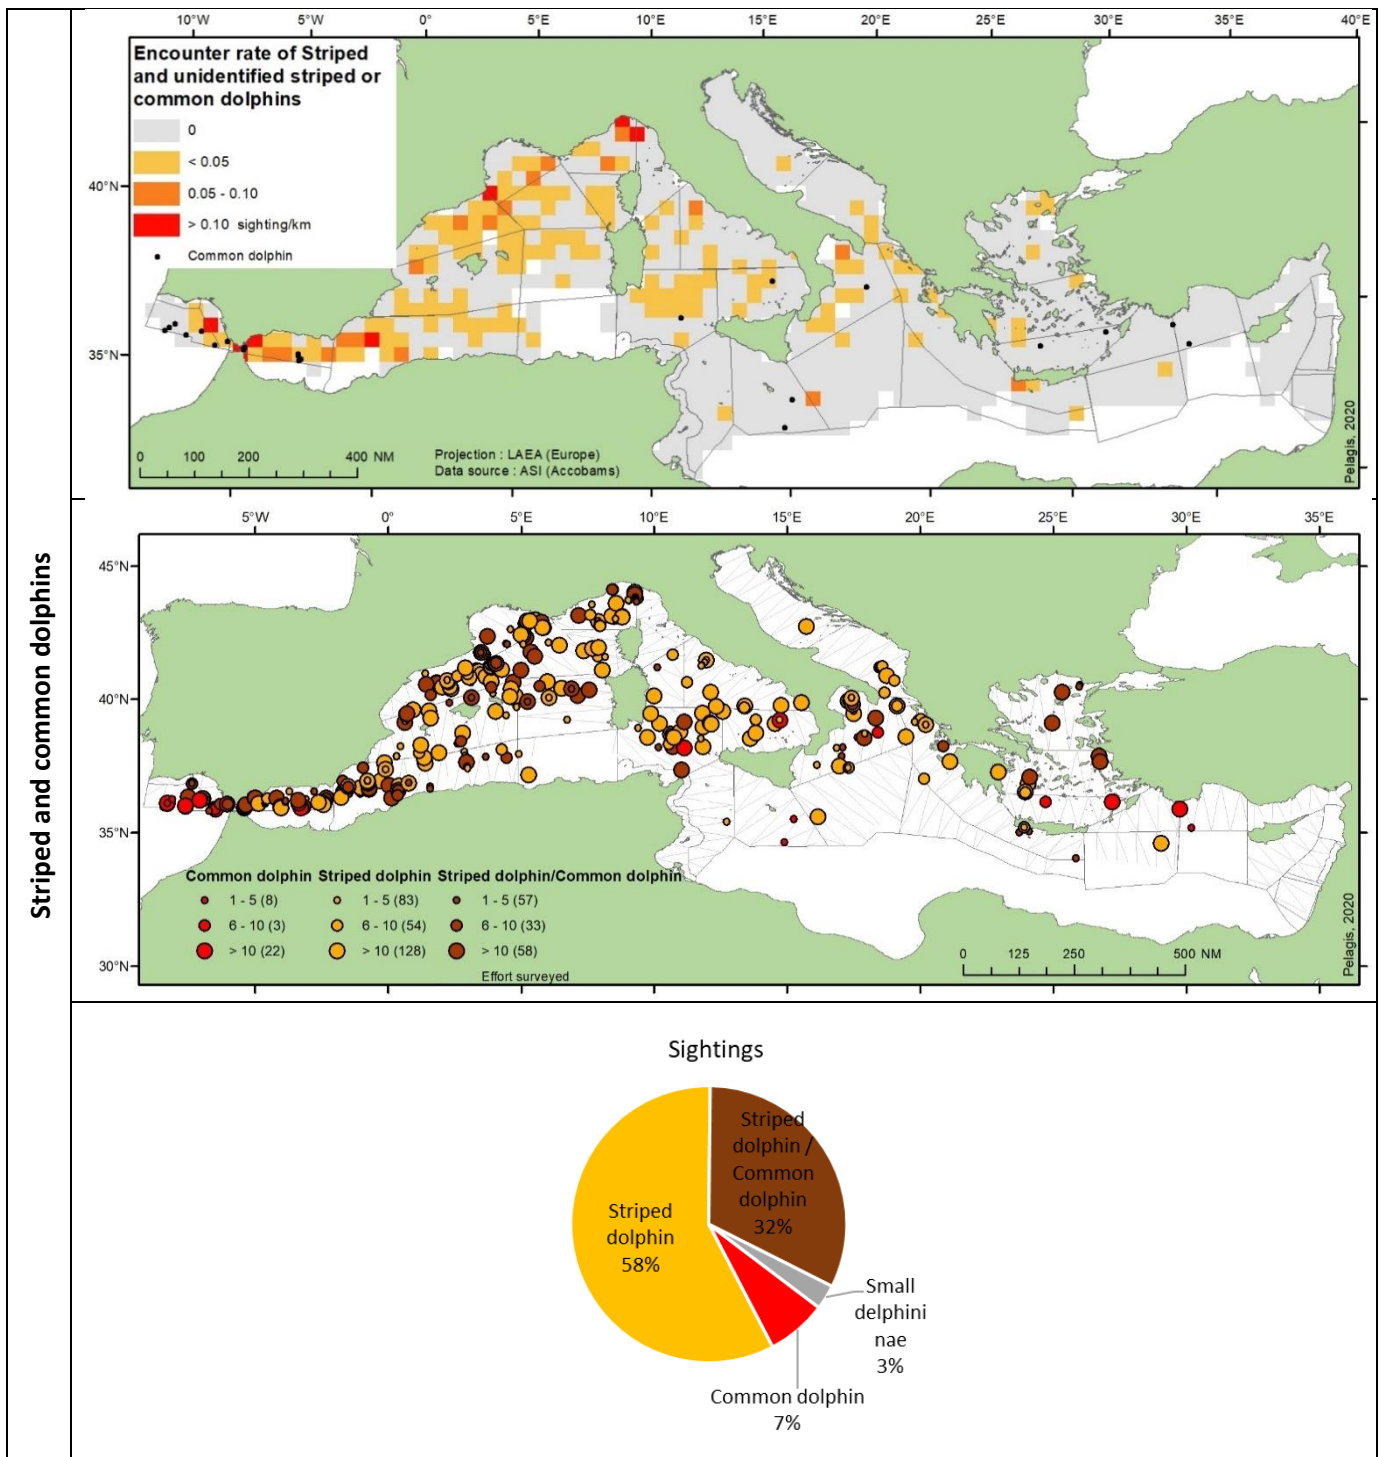 Striped and common dolphins
10°W 5°W 0° 5°E 10°E 15°E 20°E 25°E 30°E 35°E 40°E
Encounter rate of Striped
and unidentified striped or
common dolphins
0
< 0.05
0.05 - 0.10
> 0.10 sighting/km
Common dolphin
40°N
35°N
0 100 200 400 NM
Projection : LAEA (Europe)
Data source : ASI (Accobams)
Pelagis, 2020
5°W 0° 5°E 10°E 15°E 20°E 25°E 30°E 35°E
45°N
40°N
35°N
30°N
Common dolphin Striped dolphin Striped dolphin/Common dolphin
1 - 5 (8) 1 - 5 (83) 1 - 5 (57)
6 - 10 (3) 6 - 10 (54) 6 - 10 (33)
> 10 (22) > 10 (128) > 10 (58)
Effort surveyed
0 125 250 500 NM
Pelagis, 2020
Sightings
Striped
dolphin /
Common
dolphin
32%
Striped
dolphin
58%
Small
delphini
nae
3%
Common dolphin
7%